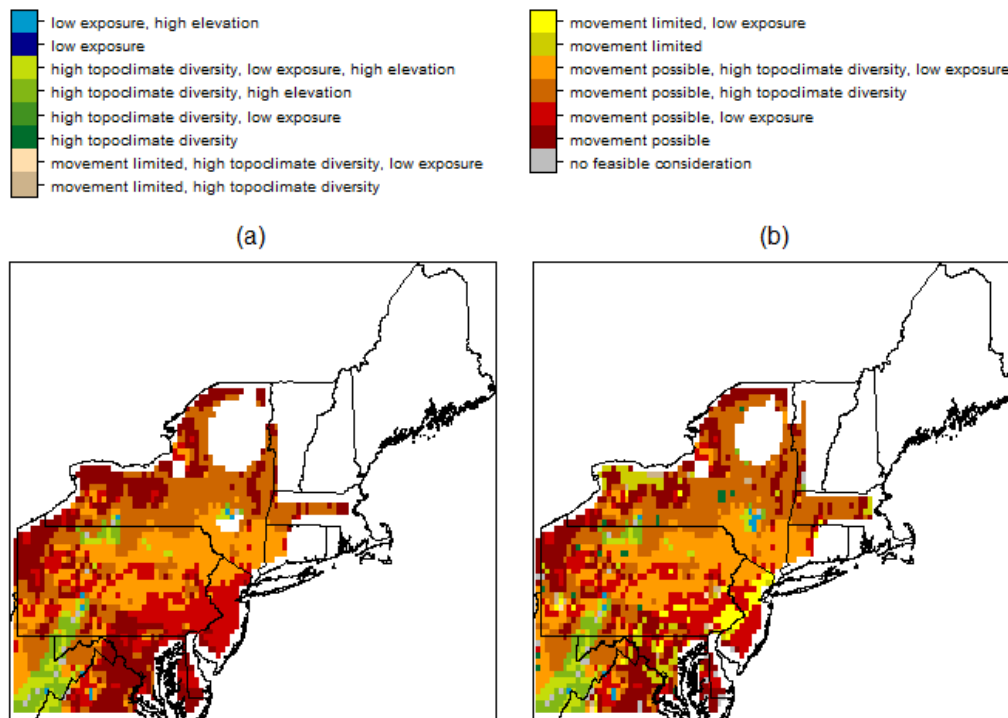 low exposure, high elevation
low exposure
high topoclimate diversity, low exposure, high elevation
high topoclimate diversity, high elevation
high topoclimate diversity, low exposure
high topoclimate diversity
movement limited, high topoclimate diversity, low exposure
movement limited, high topoclimate diversity
movement limited, low exposure
movement limited
movement possible, high topoclimate diversity, low exposure
movement possible, high topoclimate diversity
movement possible, low exposure
movement possible
no feasible consideration
(a)
(b)